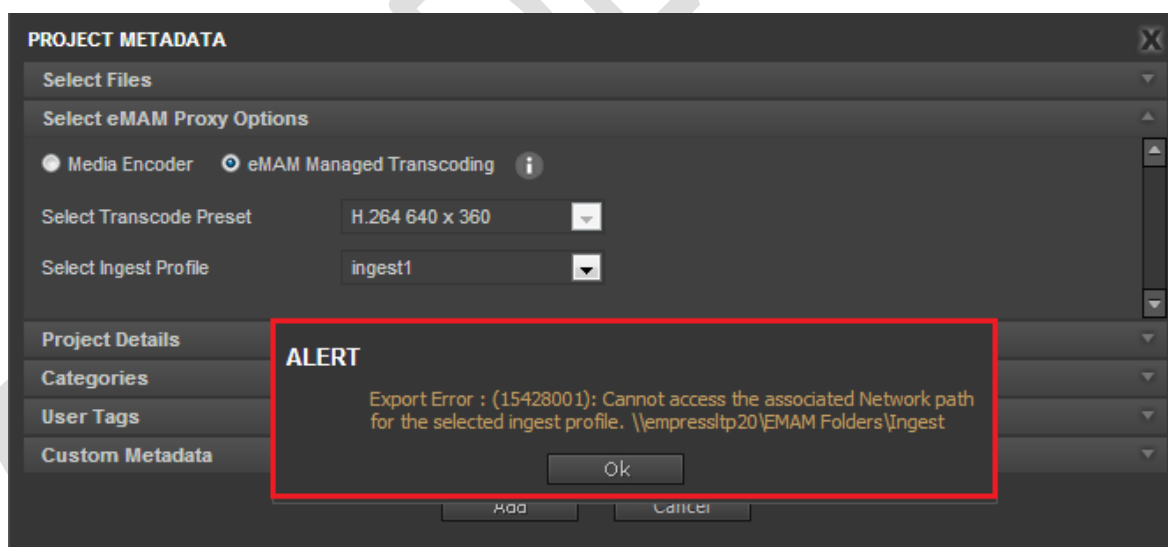 PROJECT METADATA
X
Select Files
Select eMAM Proxy Options
Media Encoder eMAM Managed Transcoding i
Select Transcode Preset H.264 640 x 360
Select Ingest Profile ingest1
Project Details
ALERT
Categories
Export Error : (15428001): Cannot access the associated Network path
User Tags
for the selected ingest profile. \\empressltp20\EMAM Folders\Ingest
Custom Metadata
Ok
Add Cancel